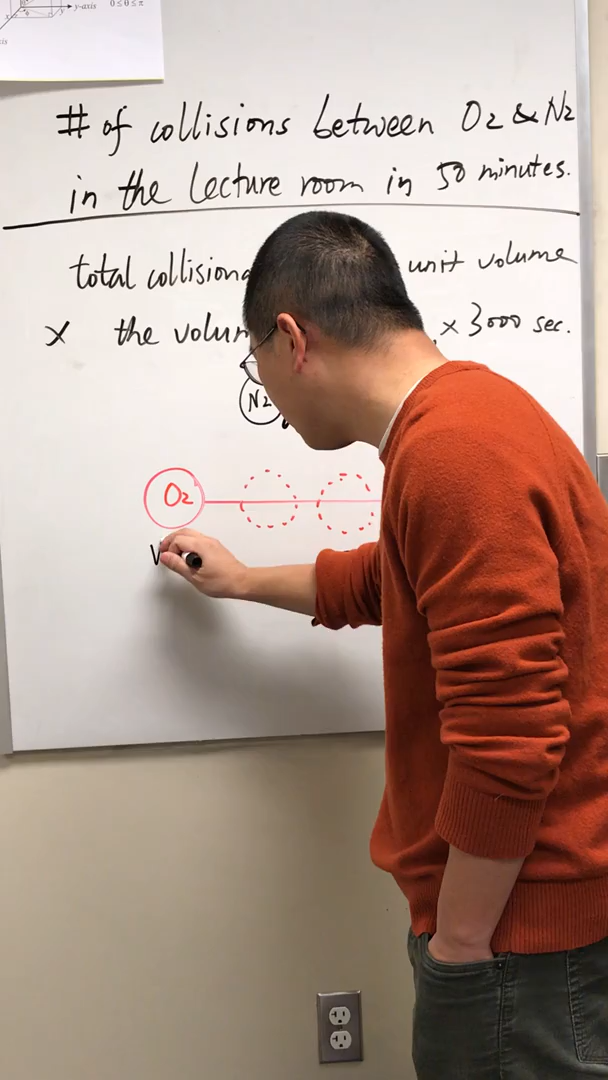 y-axis 0≤θ≤π
# of collisions between O₂ & N₂
in the lecture room in 50 minutes.
total collision unit volume
× the volum × 3000 sec.
N₂
O₂
V